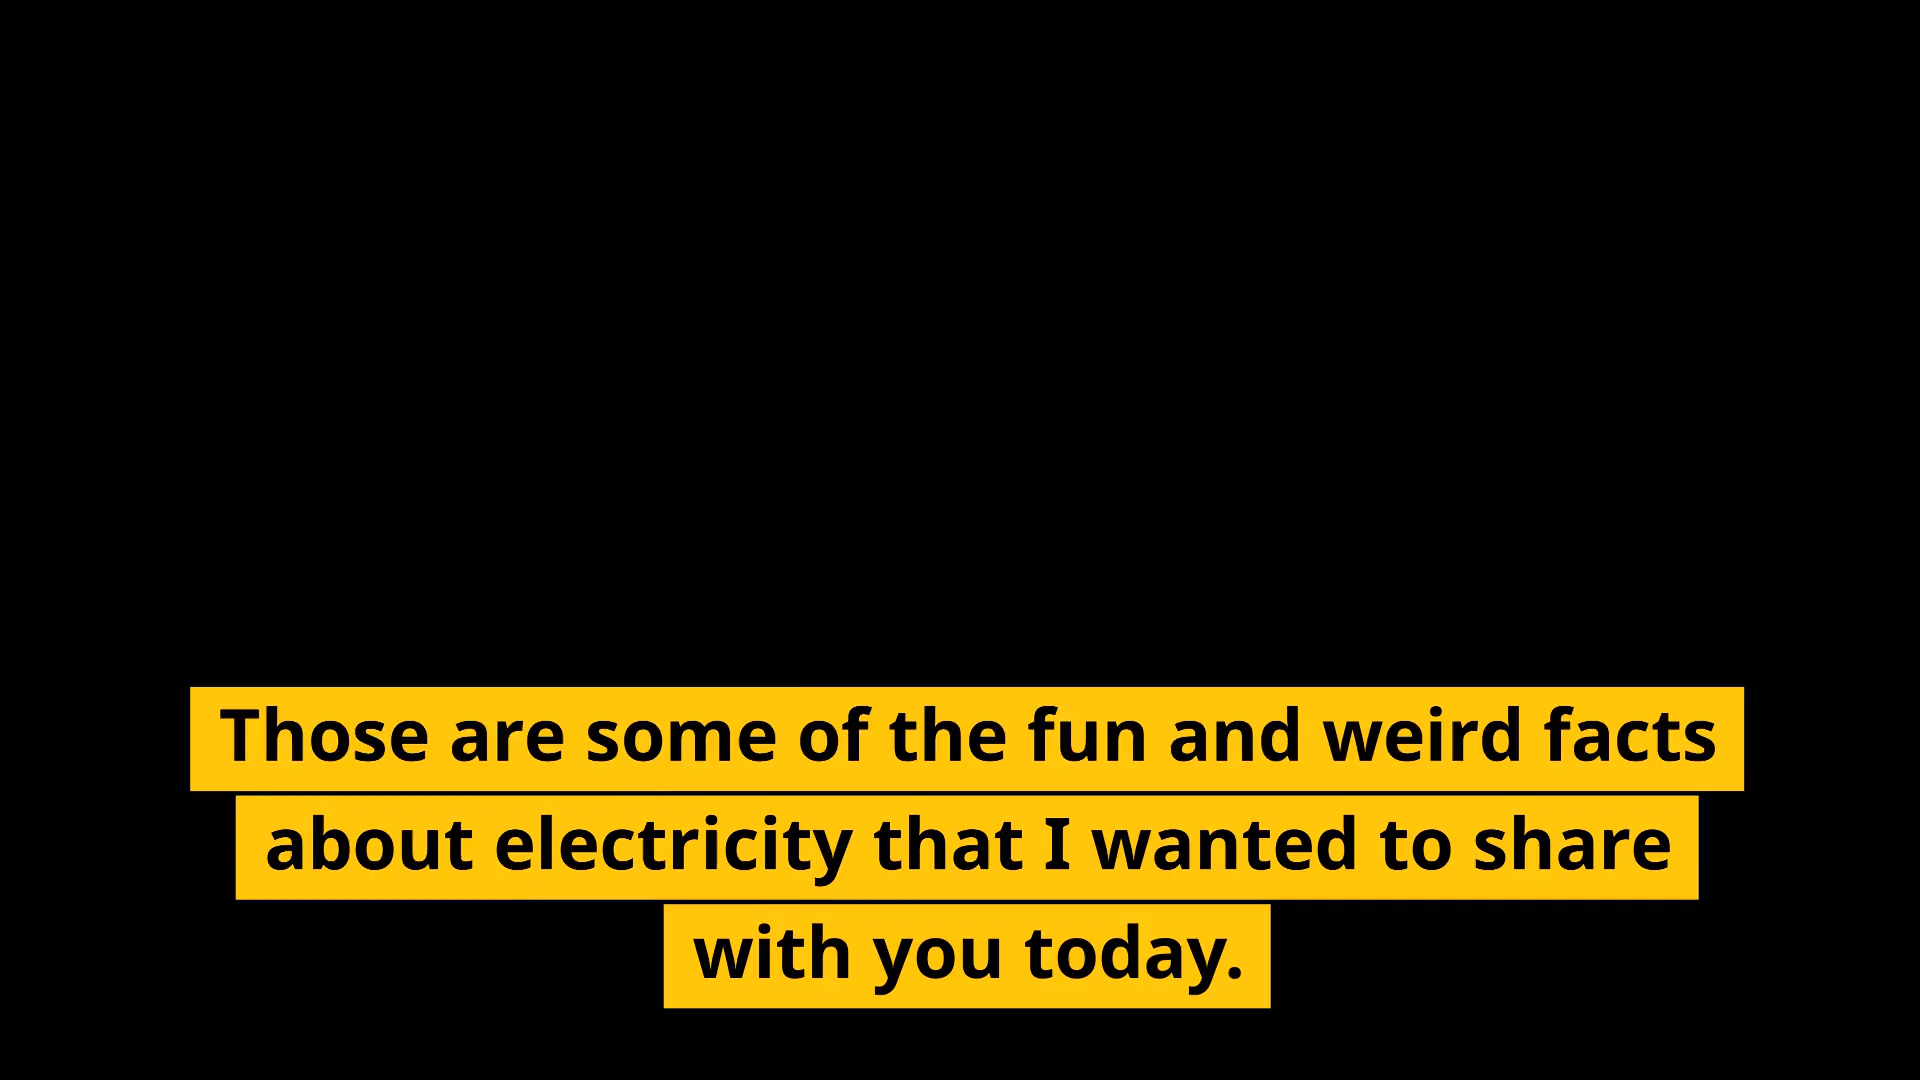 Those are some of the fun and weird facts
about electricity that I wanted to share
with you today.